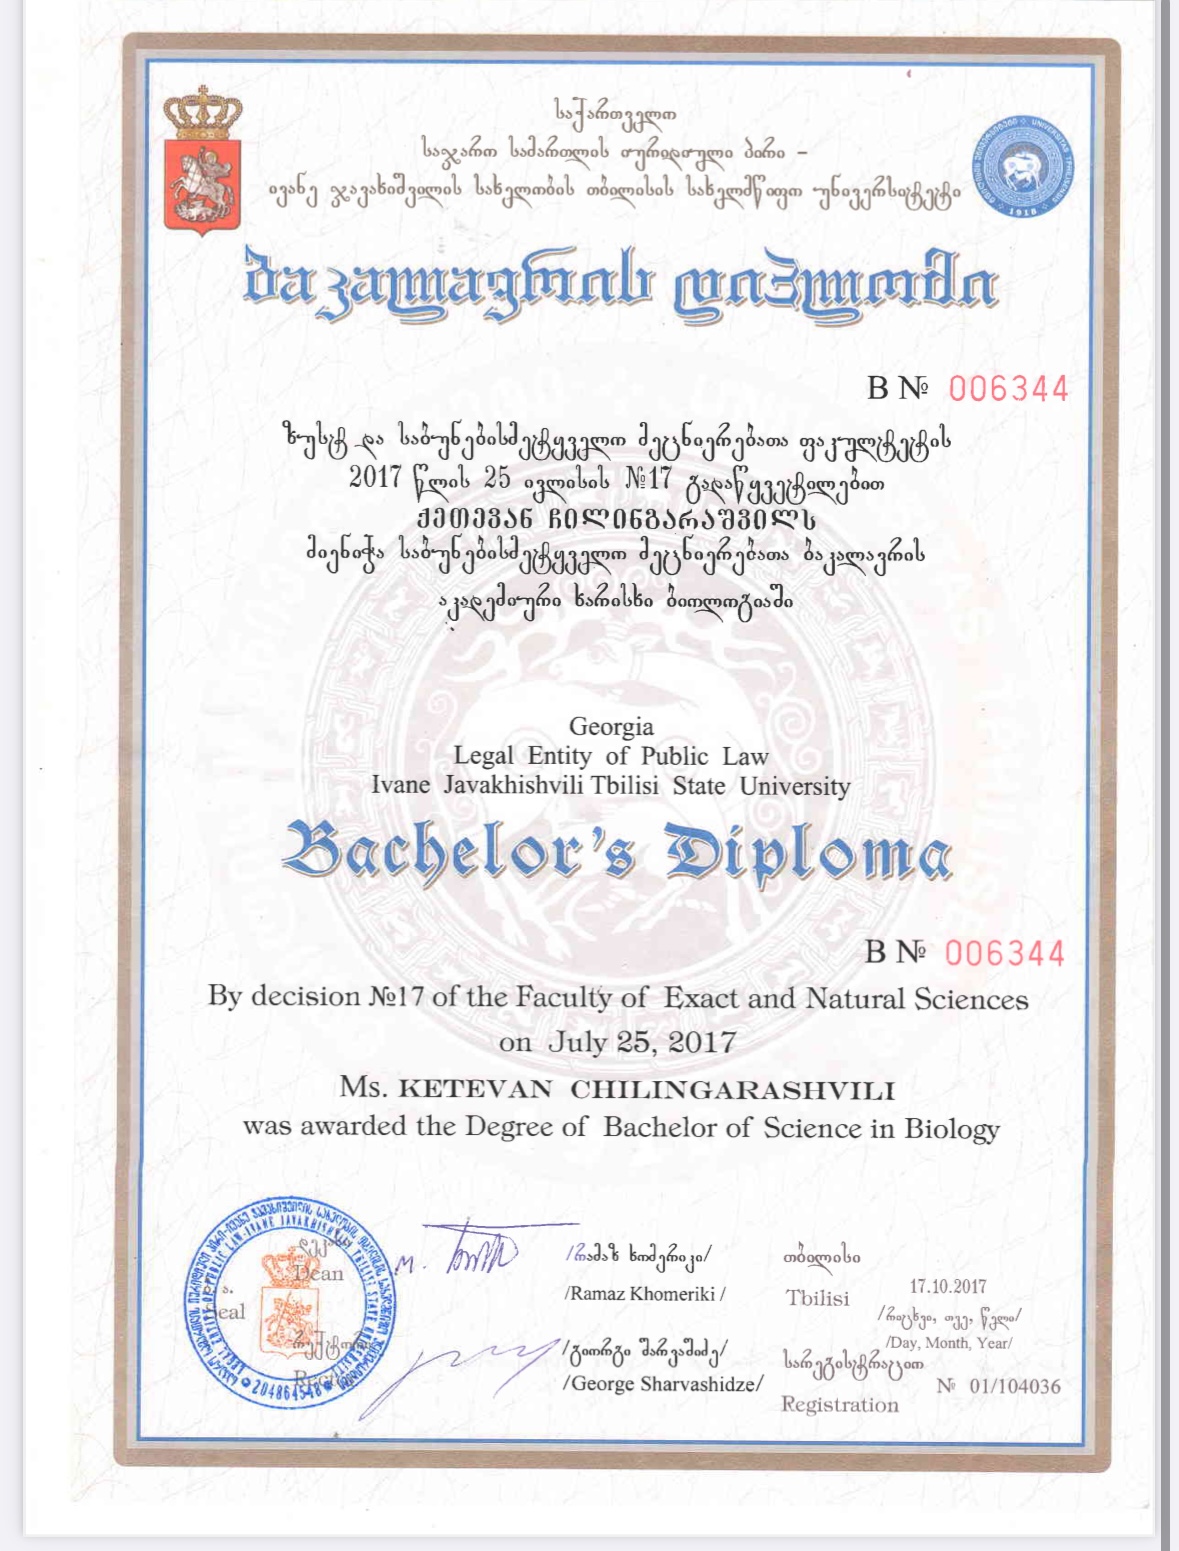 საქართველო
საჯარო სამართლის იურიდიული პირი -
ივანე ჯავახიშვილის სახელობის თბილისის სახელმწიფო უნივერსიტეტი
1918
ბაკალავრის დიპლომი
B № 006344
ზუსტ და საბუნებისმეტყველო მეცნიერებათა ფაკულტეტის
2017 წლის 25 ივლისის №17 გადაწყვეტილებით
ქეთევან ჩილინგარაშვილს
მიენიჭა საბუნებისმეტყველო მეცნიერებათა ბაკალავრის
აკადემიური ხარისხი ბიოლოგიაში
Georgia
Legal Entity of Public Law
Ivane Javakhishvili Tbilisi State University
Bachelor's Diploma
B № 006344
By decision №17 of the Faculty of Exact and Natural Sciences
on July 25, 2017
Ms. KETEVAN CHILINGARASHVILI
was awarded the Degree of Bachelor of Science in Biology
დეკანი
Dean
/რამაზ ხომერიკი/
/Ramaz Khomeriki /
ბ.ა.
Seal
რექტორი
/გიორგი შარვაშიძე/
/George Sharvashidze/
204864548
თბილისი
Tbilisi
17.10.2017
/რიცხვი, თვე, წელი/
/Day, Month, Year/
სარეგისტრაციო
Registration
№ 01/104036